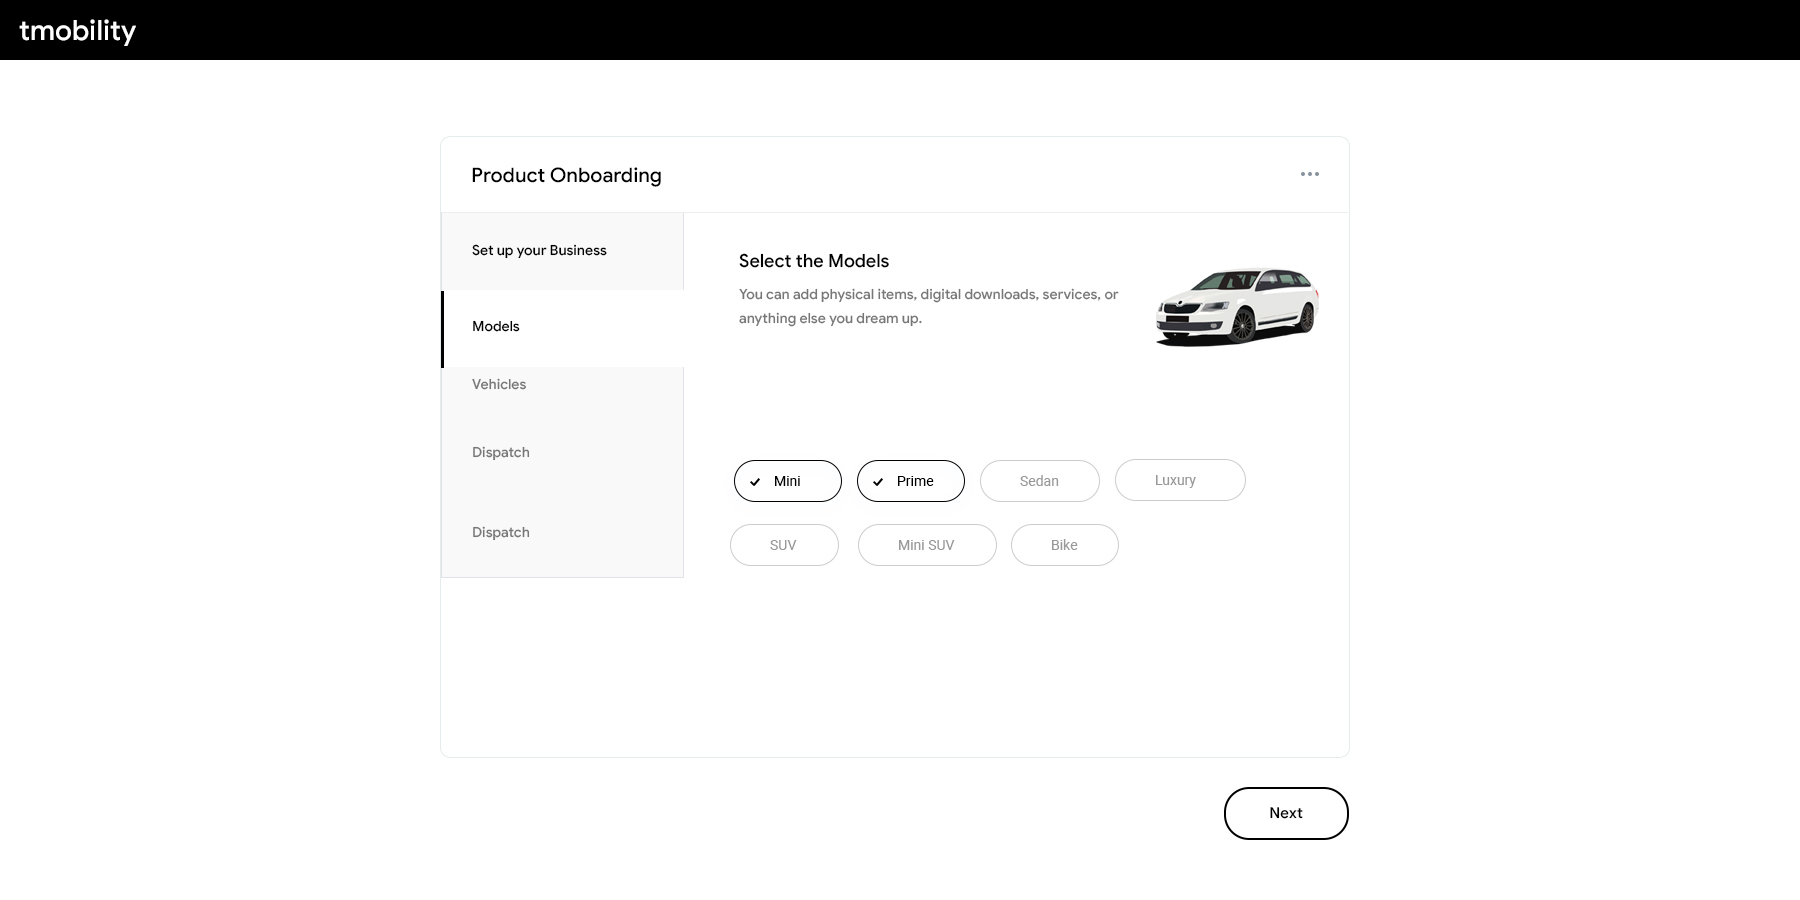 tmobility
Product Onboarding
Set up your Business
Models
Vehicles
Dispatch
Dispatch
Select the Models
You can add physical items, digital downloads, services, or
anything else you dream up.
Mini
Prime
Sedan
Luxury
SUV
Mini SUV
Bike
Next